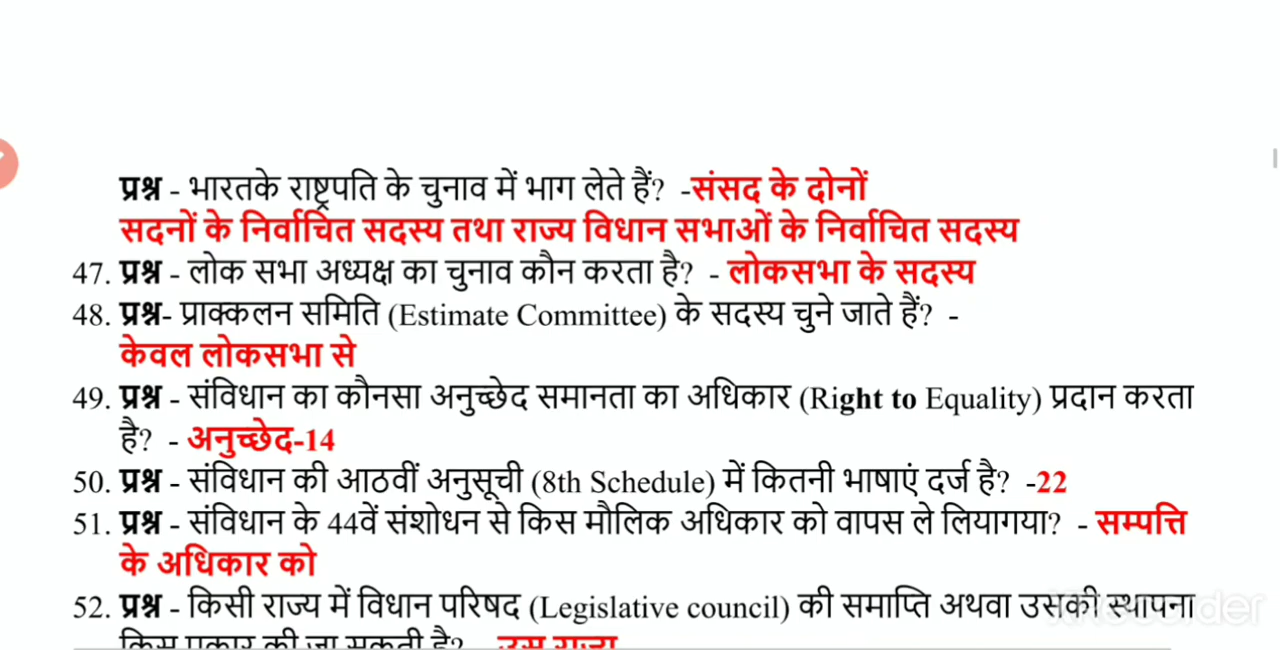 प्रश्न - भारतके राष्ट्रपति के चुनाव में भाग लेते हैं? -संसद के दोनों
सदनों के निर्वाचित सदस्य तथा राज्य विधान सभाओं के निर्वाचित सदस्य
47. प्रश्न - लोक सभा अध्यक्ष का चुनाव कौन करता है? - लोकसभा के सदस्य
48. प्रश्न- प्राक्कलन समिति (Estimate Committee) के सदस्य चुने जाते हैं? -
केवल लोकसभा से
49. प्रश्न - संविधान का कौनसा अनुच्छेद समानता का अधिकार (Right to Equality) प्रदान करता
है? - अनुच्छेद-14
50. प्रश्न - संविधान की आठवीं अनुसूची (8th Schedule) में कितनी भाषाएं दर्ज है? -22
51. प्रश्न - संविधान के 44वें संशोधन से किस मौलिक अधिकार को वापस ले लियागया? - सम्पत्ति
के अधिकार को
52. प्रश्न - किसी राज्य में विधान परिषद (Legislative council) की समाप्ति अथवा उसकी स्थापना
किस प्रकार की जा सकती है? - उस राज्य